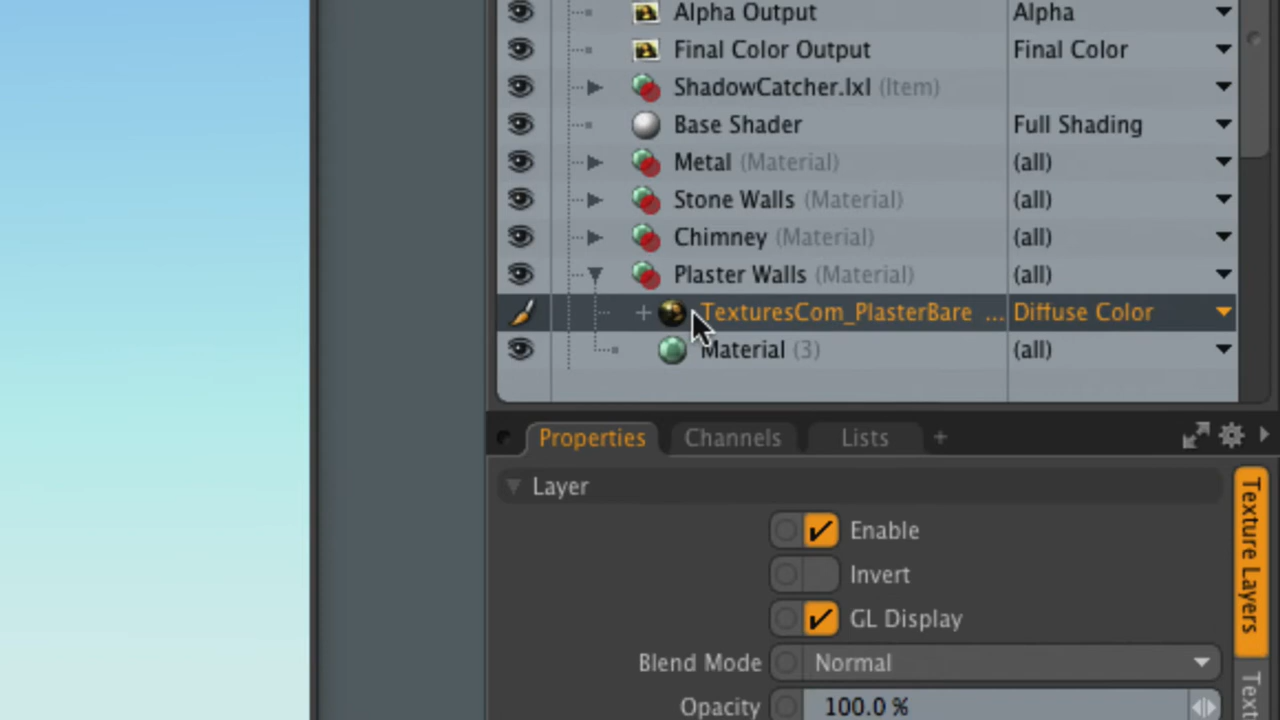 Alpha Output Alpha
Final Color Output Final Color
ShadowCatcher.lxl (Item)
Base Shader Full Shading
Metal (Material) (all)
Stone Walls (Material) (all)
Chimney (Material) (all)
Plaster Walls (Material) (all)
+ TexturesCom_PlasterBare ... Diffuse Color
Material (3) (all)
Properties Channels Lists +
Layer
Enable
Invert
GL Display
Blend Mode Normal
Opacity 100.0 %
Texture Layers